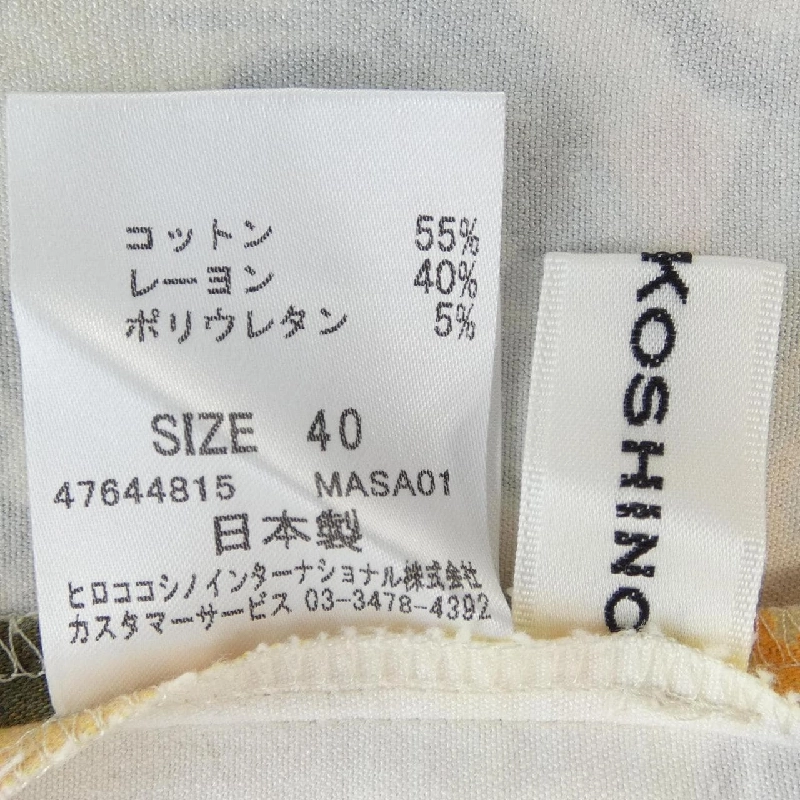 コットン 55%
レーヨン 40%
ポリウレタン 5%
SIZE 40
47644815 MASA01
日本製
ヒロココシノインターナショナル株式会社
カスタマーサービス 03-3478-4392
KOSHINO